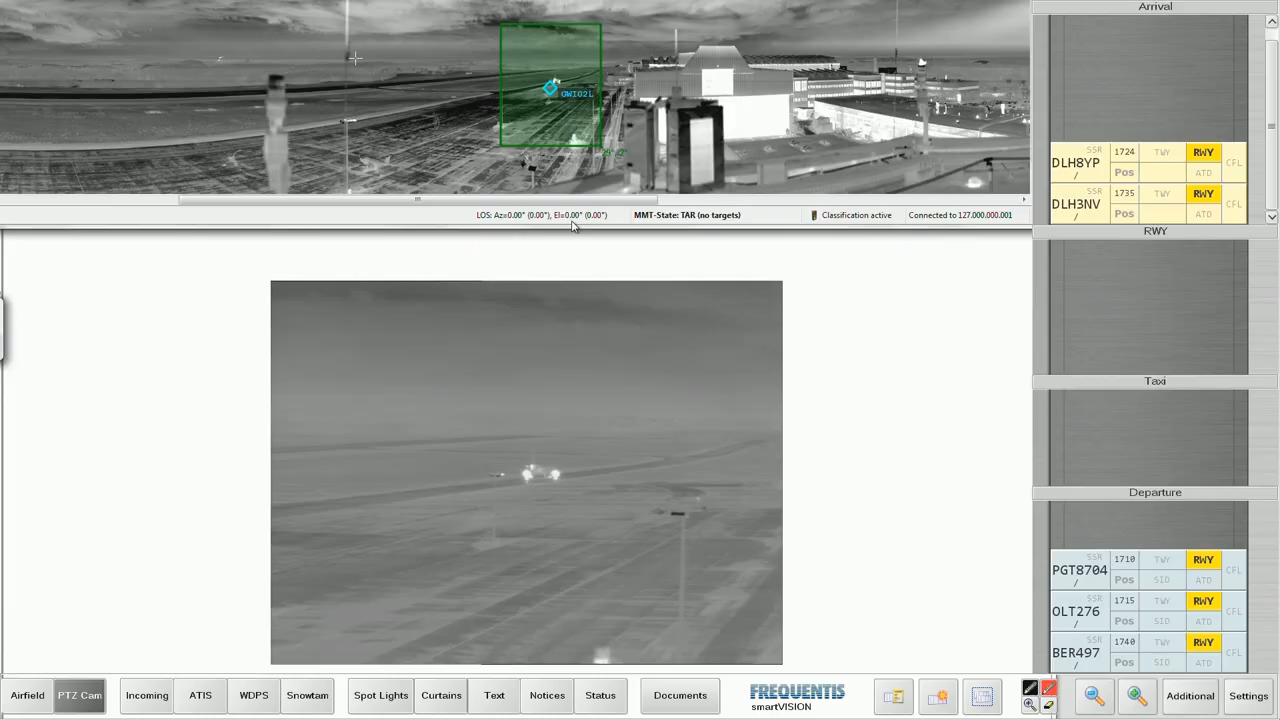 Arrival
GWI02L
SSR
1724
TWY
RWY
DLH8YP
CFL
/
Pos
ATD
SSR
1735
TWY
RWY
DLH3NV
CFL
/
Pos
ATD
LOS: Az=0.00° (0.00°), El=0.00° (0.00°)
MMT-State: TAR (no targets)
Classification active
Connected to 127.000.000.001
RWY
Taxi
Departure
SSR
1710
TWY
RWY
PGT8704
CFL
/
Pos
SID
ATD
SSR
1715
TWY
RWY
OLT276
CFL
/
Pos
SID
ATD
SSR
1740
TWY
RWY
BER497
CFL
/
Pos
SID
ATD
Airfield
PTZ Cam
Incoming
ATIS
WDPS
Snowtam
Spot Lights
Curtains
Text
Notices
Status
Documents
FREQUENTIS
smartVISION
Additional
Settings